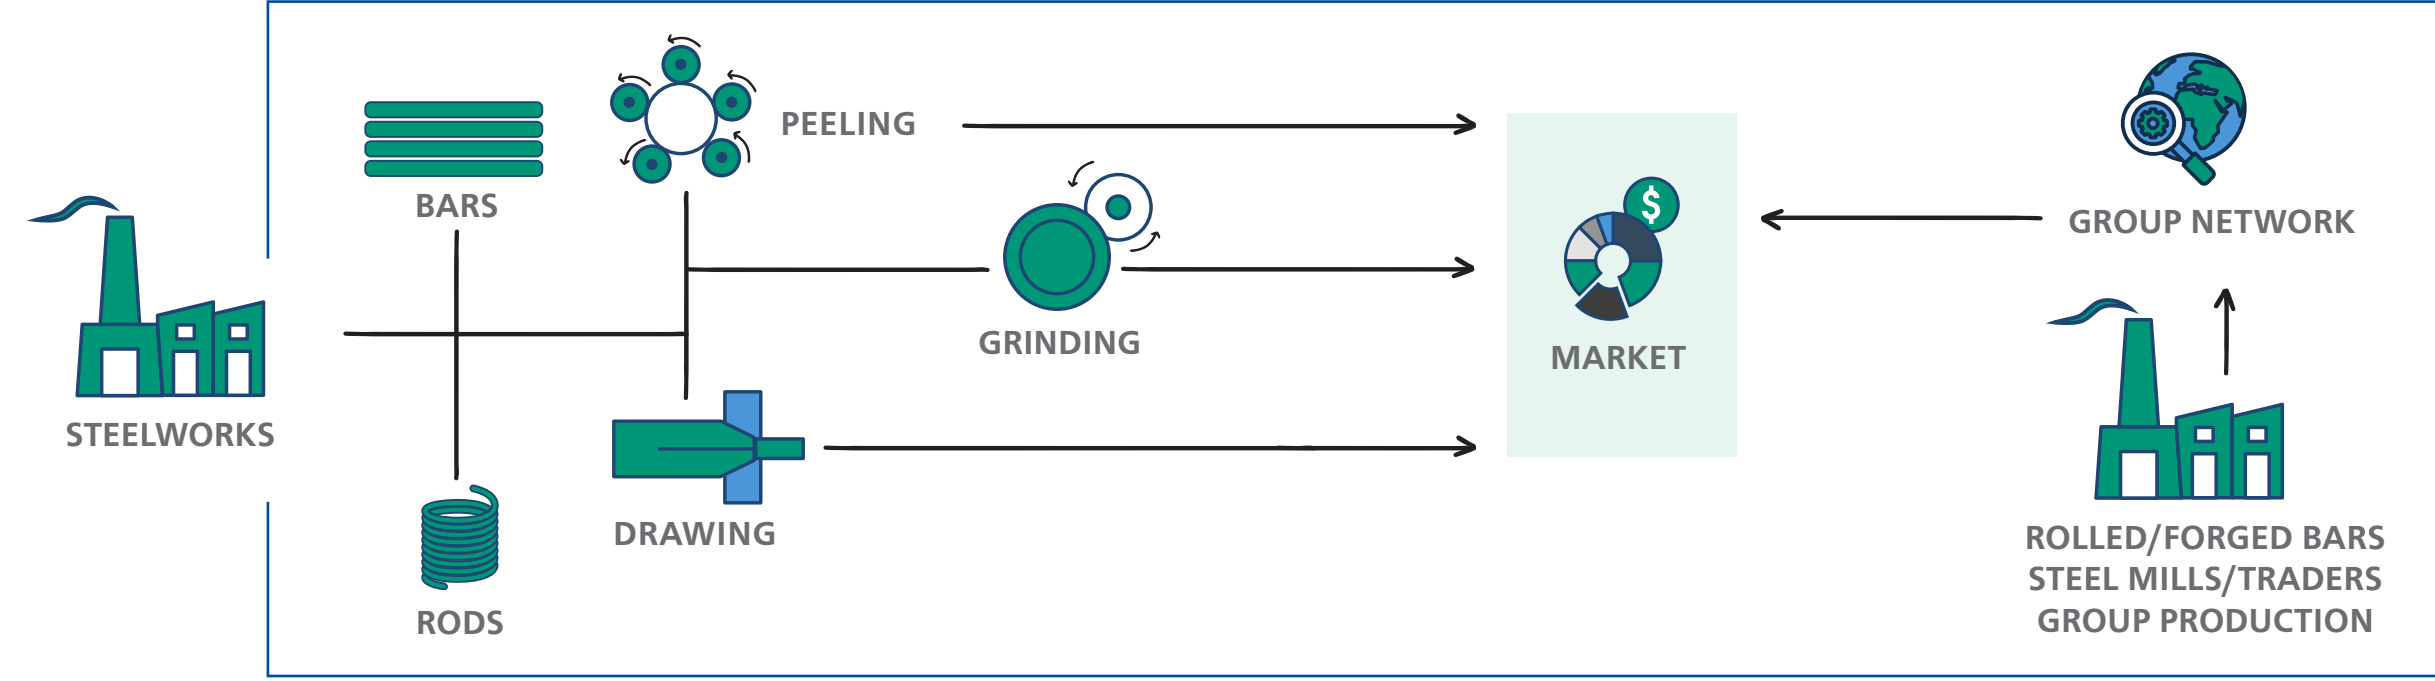 STEELWORKS
BARS
RODS
PEELING
GRINDING
DRAWING
$
MARKET
GROUP NETWORK
ROLLED/FORGED BARS
STEEL MILLS/TRADERS
GROUP PRODUCTION